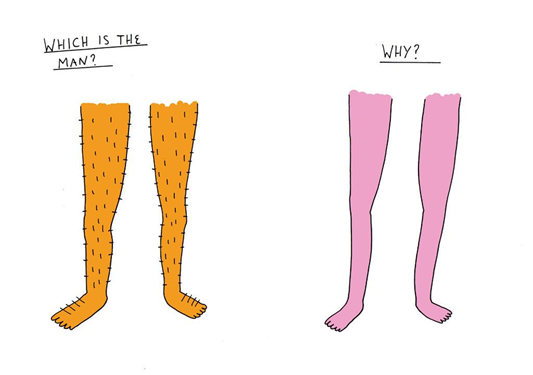 WHICH IS THE
MAN?
WHY?